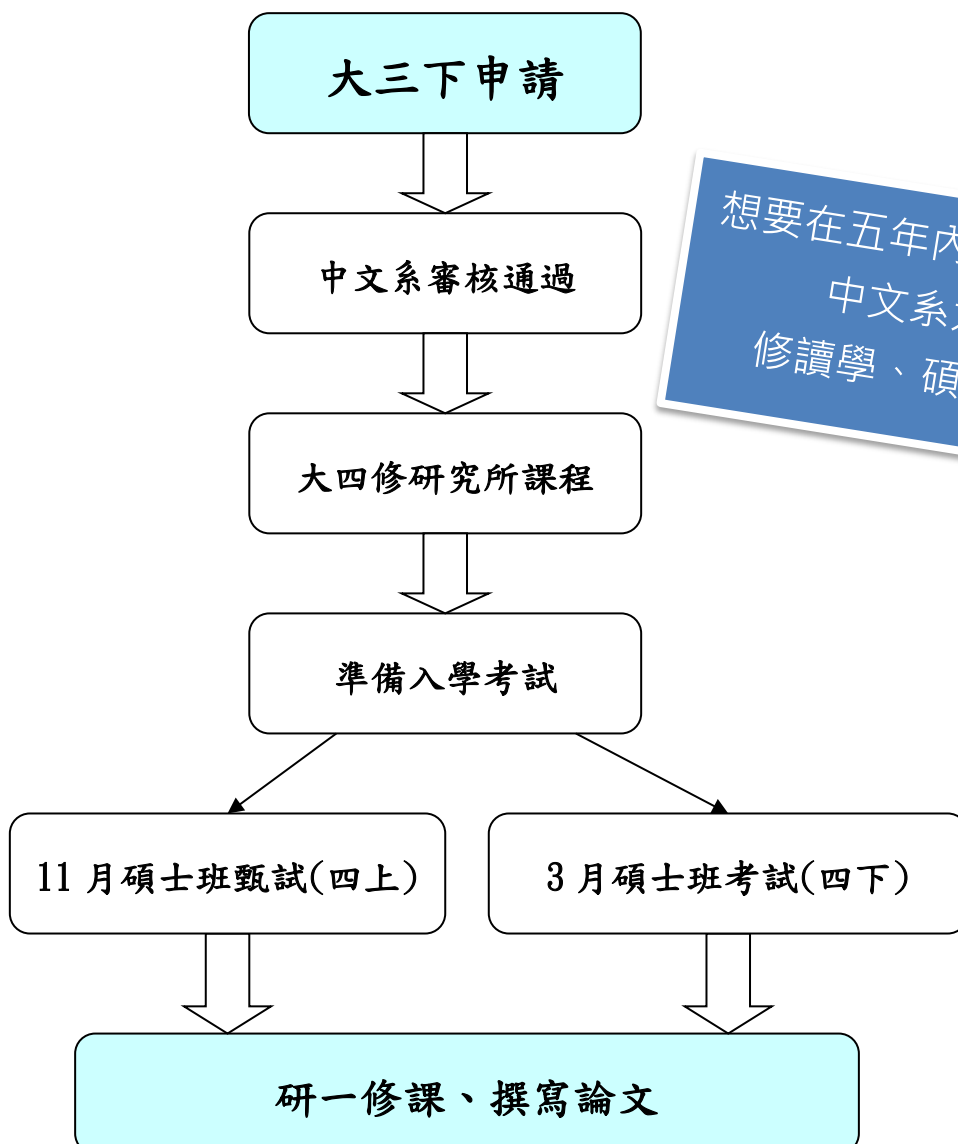 大三下申請
想要在五年內
中文系
修讀學、碩
中文系審核通過
大四修研究所課程
準備入學考試
11月碩士班甄試(四上)
3月碩士班考試(四下)
研一修課、撰寫論文